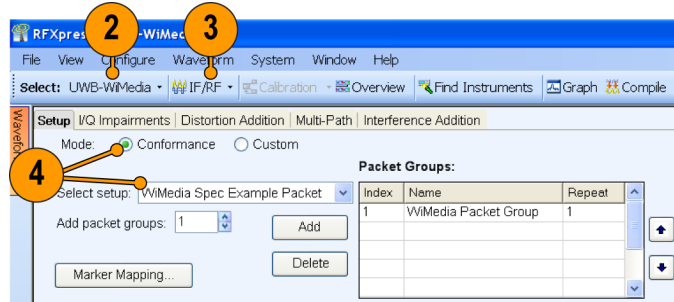 RFXpres -WiMed
2
3
File View Configure Waveform System Window Help
Select: UWB-WiMedia IF/RF Calibration Overview Find Instruments Graph Compile
Wavefo
Setup I/Q Impairments Distortion Addition Multi-Path Interference Addition
Mode: Conformance Custom
4
Packet Groups:
Select setup: WiMedia Spec Example Packet
Index Name Repeat
1 WiMedia Packet Group 1
Add packet groups: 1
Add
Delete
Marker Mapping...